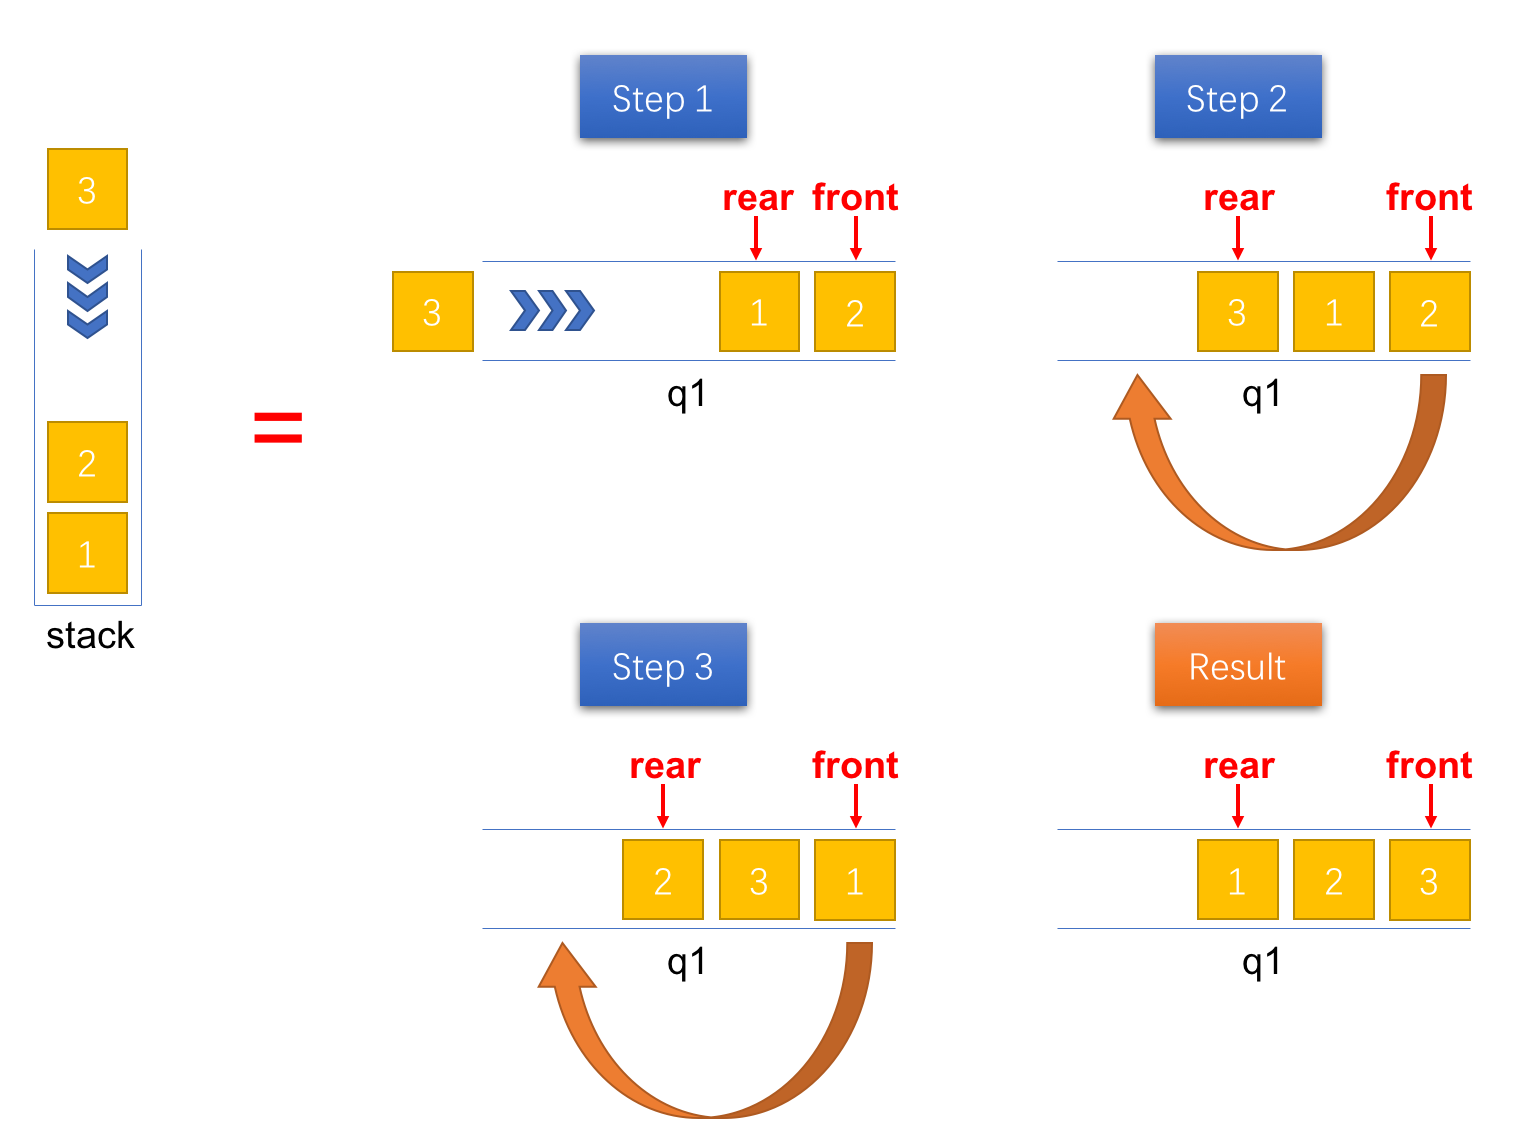 3
2
1
stack
=
Step 1
rear front
3 1 2
q1
Step 2
rear front
3 1 2
q1
Step 3
rear front
2 3 1
q1
Result
rear front
1 2 3
q1